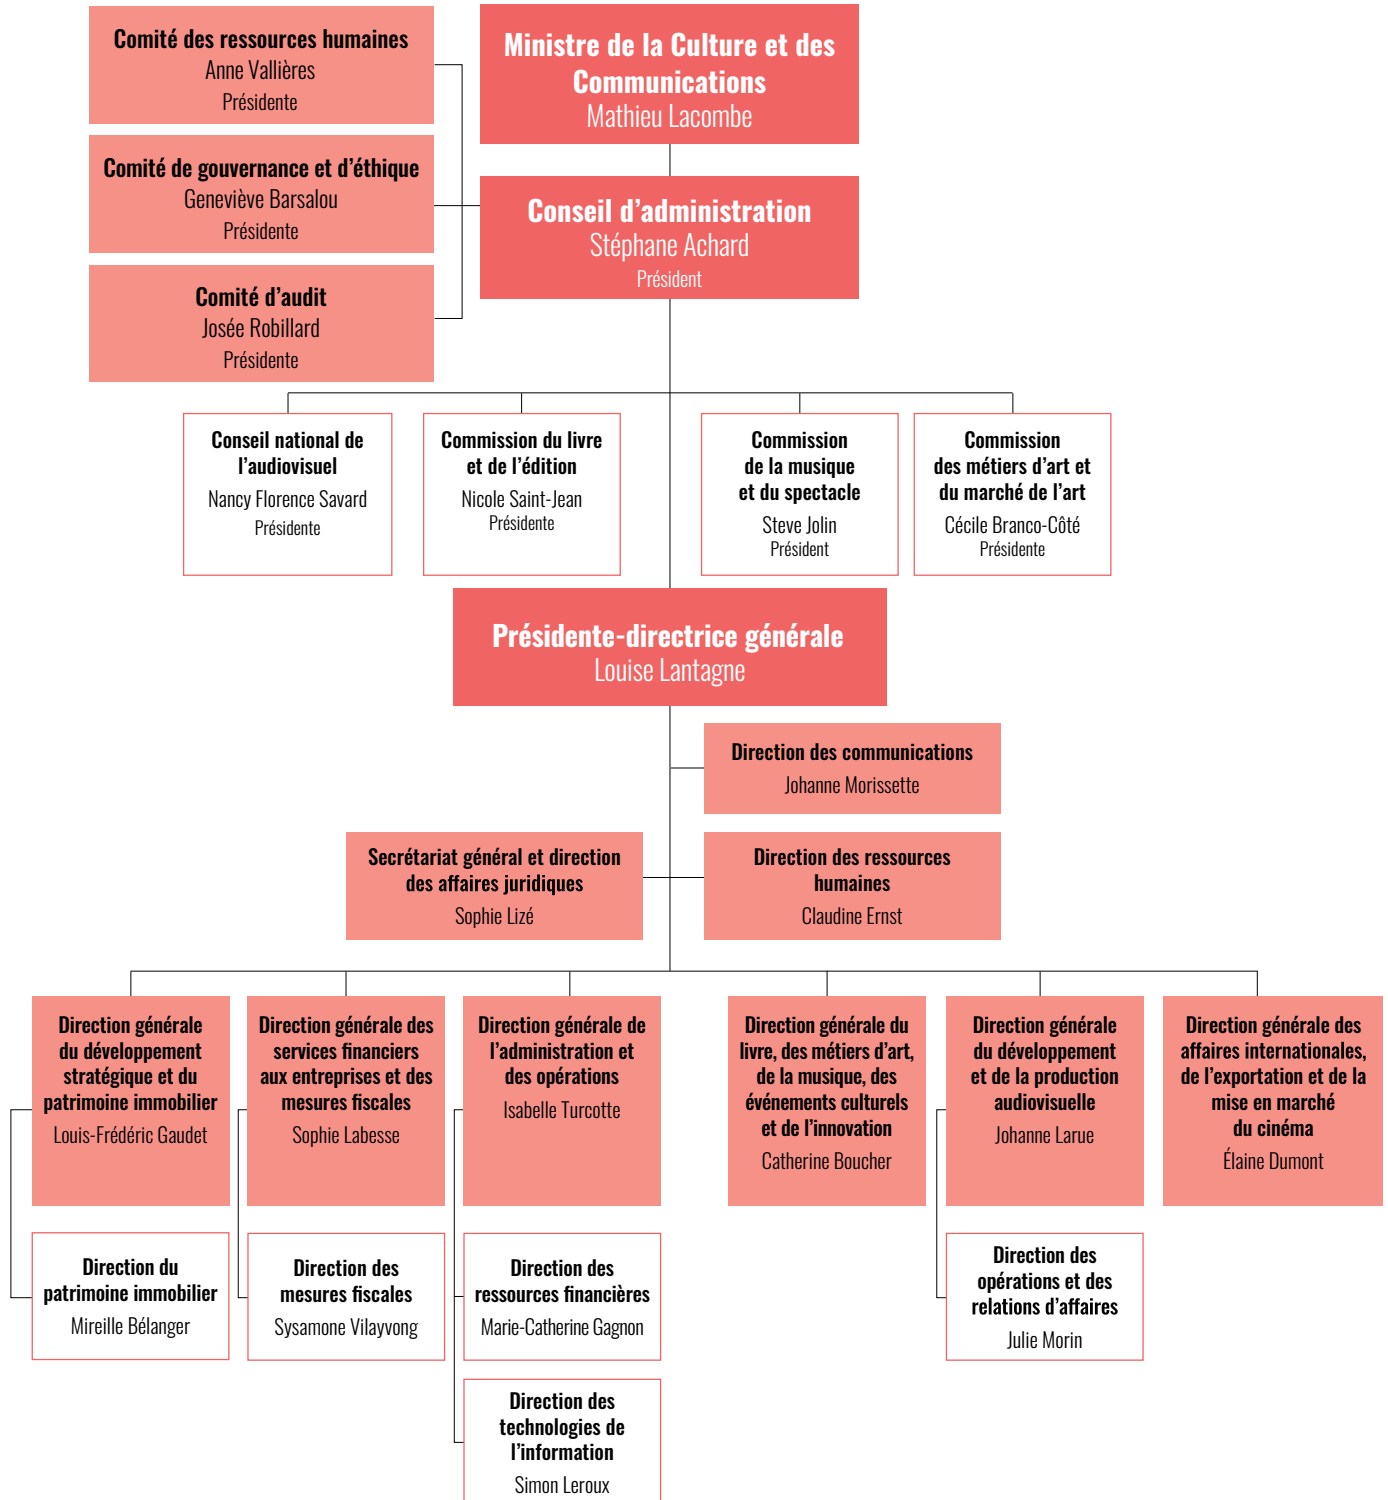 Comité des ressources humaines
Anne Vallières
Présidente
Ministre de la Culture et des
Communications
Mathieu Lacombe
Comité de gouvernance et d’éthique
Geneviève Barsalou
Présidente
Conseil d’administration
Stéphane Achard
Président
Comité d’audit
Josée Robillard
Présidente
Conseil national de
l’audiovisuel
Nancy Florence Savard
Présidente
Commission du livre
et de l’édition
Nicole Saint-Jean
Présidente
Commission
de la musique
et du spectacle
Steve Jolin
Président
Commission
des métiers d’art et
du marché de l’art
Cécile Branco-Côté
Présidente
Présidente-directrice générale
Louise Lantagne
Direction des communications
Johanne Morissette
Secrétariat général et direction
des affaires juridiques
Sophie Lizé
Direction des ressources
humaines
Claudine Ernst
Direction générale
du développement
stratégique et du
patrimoine immobilier
Louis-Frédéric Gaudet
Direction générale des
services financiers
aux entreprises et des
mesures fiscales
Sophie Labesse
Direction générale de
l’administration et
des opérations
Isabelle Turcotte
Direction générale du
livre, des métiers d’art,
de la musique, des
événements culturels
et de l’innovation
Catherine Boucher
Direction générale
du développement
et de la production
audiovisuelle
Johanne Larue
Direction générale des
affaires internationales,
de l’exportation et de la
mise en marché
du cinéma
Élaine Dumont
Direction du
patrimoine immobilier
Mireille Bélanger
Direction des
mesures fiscales
Sysamone Vilayvong
Direction des
ressources financières
Marie-Catherine Gagnon
Direction des
opérations et des
relations d’affaires
Julie Morin
Direction des
technologies de
l’information
Simon Leroux